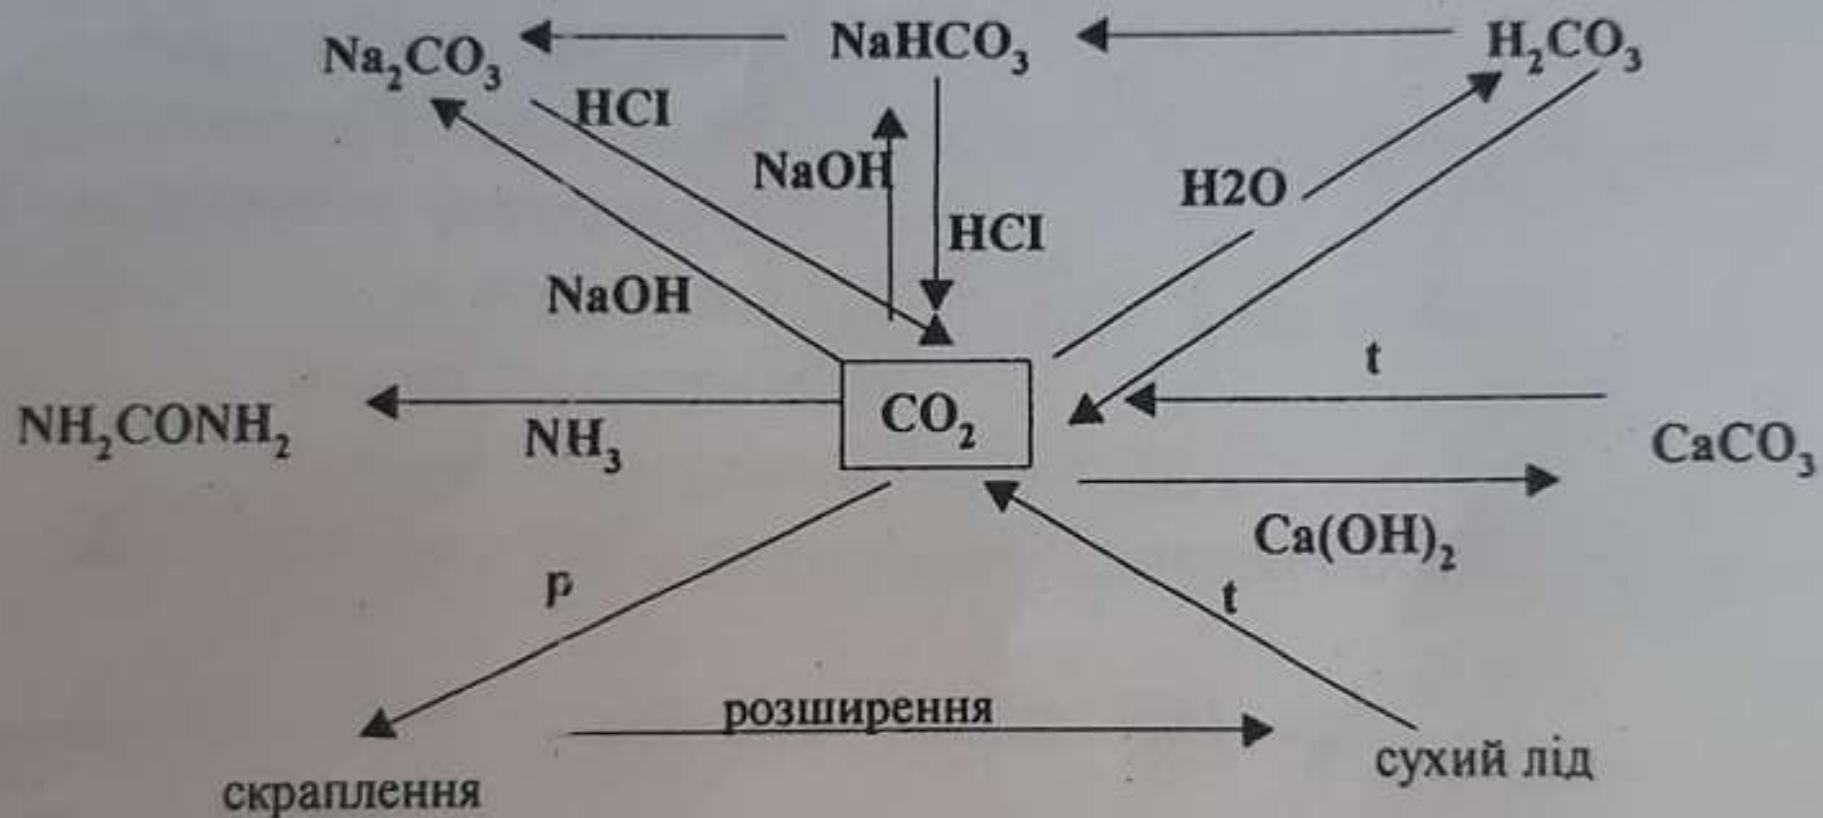 Na₂CO₃ NaHCO₃ H₂CO₃
HCl
NaOH
H2O
HCl
NaOH
t
NH₂CONH₂ NH₃ CO₂ CaCO₃
Ca(OH)₂
p
t
розширення
сухий лід
скраплення